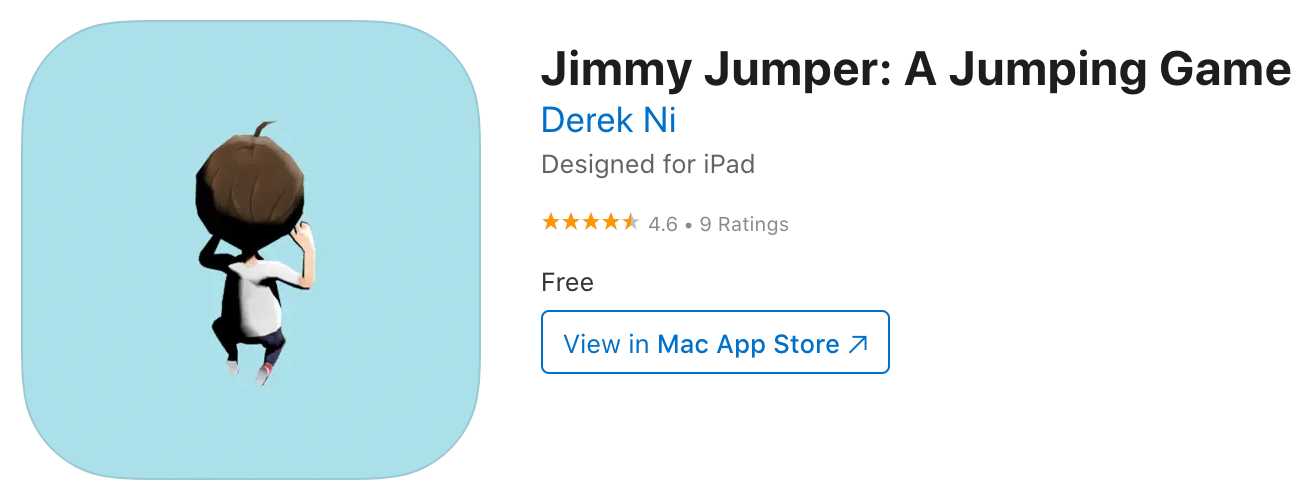 Jimmy Jumper: A Jumping Game
Derek Ni
Designed for iPad
4.6 • 9 Ratings
Free
View in Mac App Store ↗